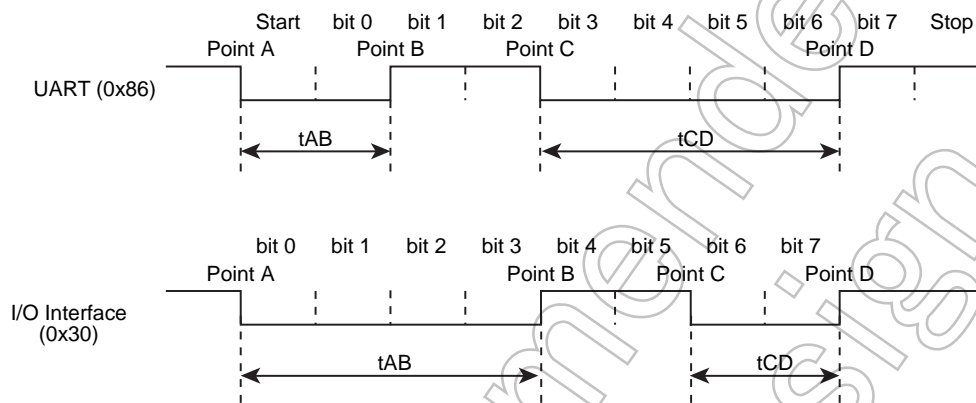 Start bit 0 bit 1 bit 2 bit 3 bit 4 bit 5 bit 6 bit 7 Stop
Point A Point B Point C Point D
UART (0x86)
tAB tCD
bit 0 bit 1 bit 2 bit 3 bit 4 bit 5 bit 6 bit 7
Point A Point B Point C Point D
I/O Interface
(0x30)
tAB tCD